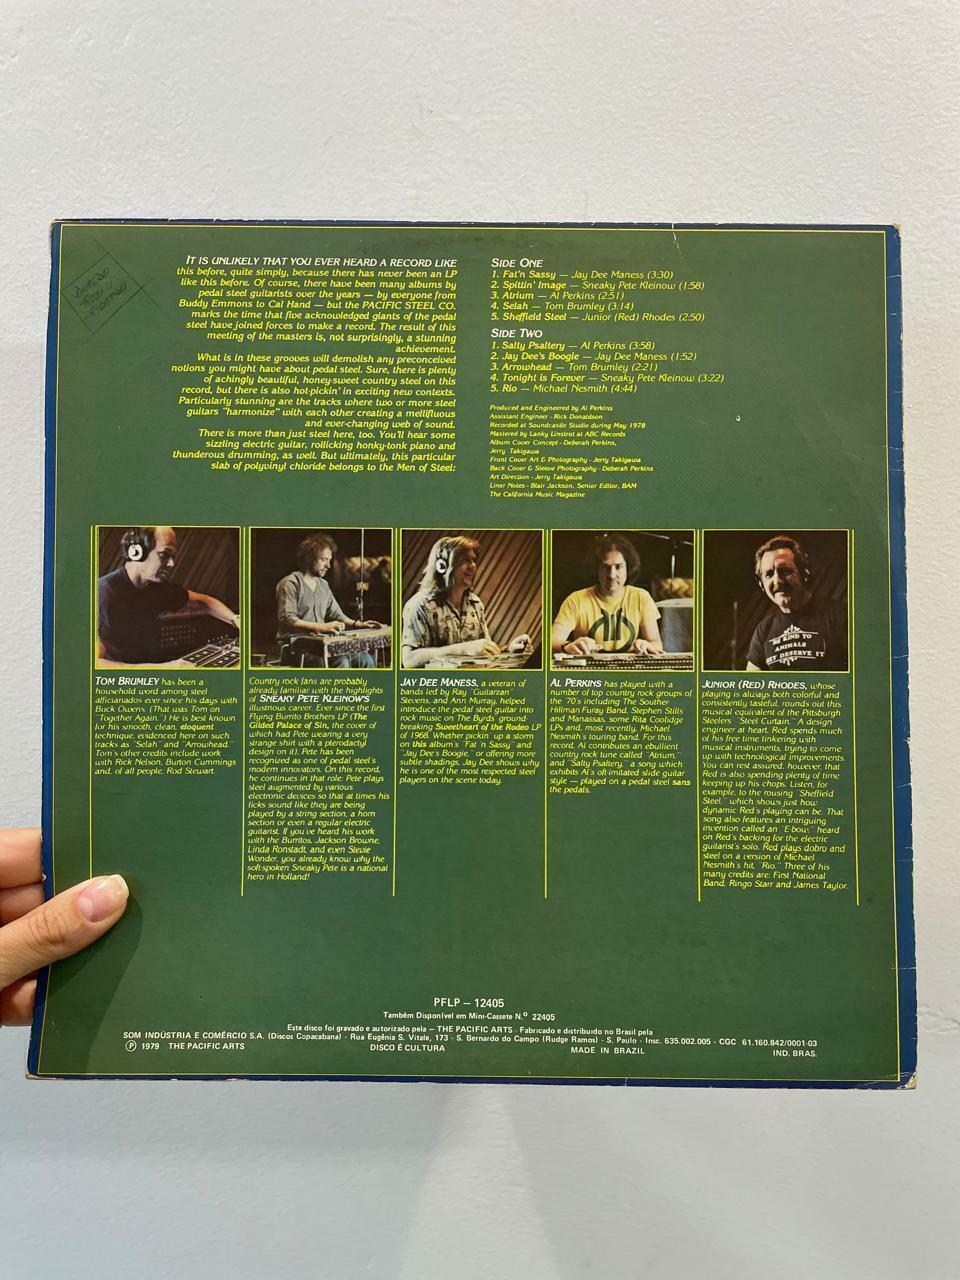 IT IS UNLIKELY THAT YOU EVER HEARD A RECORD LIKE
this before, quite simply, because there has never been an LP
like this before. Of course, there have been many albums by
pedal steel guitarists over the years — by everyone from
Buddy Emmons to Cal Hand — but the PACIFIC STEEL CO.
marks the time that five acknowledged giants of the pedal
steel have joined forces to make a record. The result of this
meeting of the masters is, not surprisingly, a stunning
achievement.
What is in these grooves will demolish any preconceived
notions you might have about pedal steel. Sure, there is plenty
of achingly beautiful, honey-sweet country steel on this
record, but there is also hot-pickin' in exciting new contexts.
Particularly stunning are the tracks where two or more steel
guitars "harmonize" with each other creating a mellifluous
and ever-changing web of sound.
There is more than just steel here, too. You'll hear some
sizzling electric guitar, rollicking honky-tonk piano and
thunderous drumming, as well. But ultimately, this particular
slab of polyvinyl chloride belongs to the Men of Steel:
SIDE ONE
1. Fat'n Sassy — Jay Dee Maness (3:30)
2. Spittin' Image — Sneaky Pete Kleinow (1:58)
3. Atrium — Al Perkins (2:51)
4. Selah — Tom Brumley (3:14)
5. Sheffield Steel — Junior (Red) Rhodes (2:50)
SIDE TWO
1. Salty Psaltery — Al Perkins (3:58)
2. Jay Dee's Boogie — Jay Dee Maness (1:52)
3. Arrowhead — Tom Brumley (2:21)
4. Tonight is Forever — Sneaky Pete Kleinow (3:22)
5. Rio — Michael Nesmith (4:44)
Produced and Engineered by Al Perkins
Assistant Engineer - Rick Donaldson
Recorded at Soundcastle Studio during May 1978
Mastered by Lanky Linstrot at ABC Records
Album Cover Concept - Deberah Perkins,
Jerry Takigawa
Front Cover Art & Photography - Jerry Takigawa
Back Cover & Sleeve Photography - Deberah Perkins
Art Direction - Jerry Takigawa
Liner Notes - Blair Jackson, Senior Editor, BAM
The California Music Magazine
BE KIND TO
ANIMALS
DESERVE IT
TOM BRUMLEY has been a
household word among steel
afficianados ever since his days with
Buck Owens. (That was Tom on
"Together Again.") He is best known
for his smooth, clean, eloquent
technique, evidenced here on such
tracks as "Selah" and "Arrowhead."
Tom's other credits include work
with Rick Nelson, Burton Cummings
and, of all people, Rod Stewart.
Country rock fans are probably
already familiar with the highlights
of SNEAKY PETE KLEINOW'S
illustrious career. Ever since the first
Flying Burrito Brothers LP (The
Gilded Palace of Sin, the cover of
which had Pete wearing a very
strange shirt with a pterodactyl
design on it), Pete has been
recognized as one of pedal steel's
modern innovators. On this record,
he continues in that role: Pete plays
steel augmented by various
electronic devices so that at times his
licks sound like they are being
played by a string section, a horn
section or even a regular electric
guitarist. If you've heard his work
with the Burritos, Jackson Browne,
Linda Ronstadt, and even Stevie
Wonder, you already know why the
soft-spoken Sneaky Pete is a national
hero in Holland!
JAY DEE MANESS, a veteran of
bands led by Ray "Guitarzan"
Stevens, and Ann Murray, helped
introduce the pedal steel guitar into
rock music on The Byrds' ground-
breaking Sweetheart of the Rodeo LP
of 1968. Whether pickin' up a storm
on this album's "Fat 'n Sassy" and
"Jay Dee's Boogie," or offering more
subtle shadings, Jay Dee shows why
he is one of the most respected steel
players on the scene today.
AL PERKINS has played with a
number of top country rock groups of
the '70's including The Souther
Hillman Furay Band, Stephen Stills
and Manassas, some Rita Coolidge
LPs and, most recently, Michael
Nesmith's touring band. For this
record, Al contributes an ebullient
country rock tune called "Atrium,"
and "Salty Psaltery," a song which
exhibits Al's oft imitated slide guitar
style — played on a pedal steel sans
the pedals.
JUNIOR (RED) RHODES, whose
playing is always both colorful and
consistently tasteful, rounds out this
musical equivalent of the Pittsburgh
Steelers' "Steel Curtain." A design
engineer at heart, Red spends much
of his free time tinkering with
musical instruments, trying to come
up with technological improvements.
You can rest assured, however, that
Red is also spending plenty of time
keeping up his chops. Listen, for
example, to the rousing "Sheffield
Steel," which shows just how
dynamic Red's playing can be. That
song also features an intriguing
invention called an "E-bow," heard
on Red's backing for the electric
guitarist's solo. Red plays dobro and
steel on a version of Michael
Nesmith's hit, "Rio." Three of his
many credits are: First National
Band, Ringo Starr and James Taylor.
PFLP – 12405
Também Disponível em Mini-Cassete N.º 22405
Este disco foi gravado e autorizado pela – THE PACIFIC ARTS - Fabricado e distribuido no Brasil pela
SOM INDÚSTRIA E COMÉRCIO S.A. (Discos Copacabana) - Rua Eugênia S. Vitale, 173 - S. Bernardo do Campo (Rudge Ramos) - S. Paulo - Insc. 635.002.005 - CGC 61.160.842/0001-03
Ⓟ 1979 THE PACIFIC ARTS DISCO É CULTURA MADE IN BRAZIL IND. BRAS.